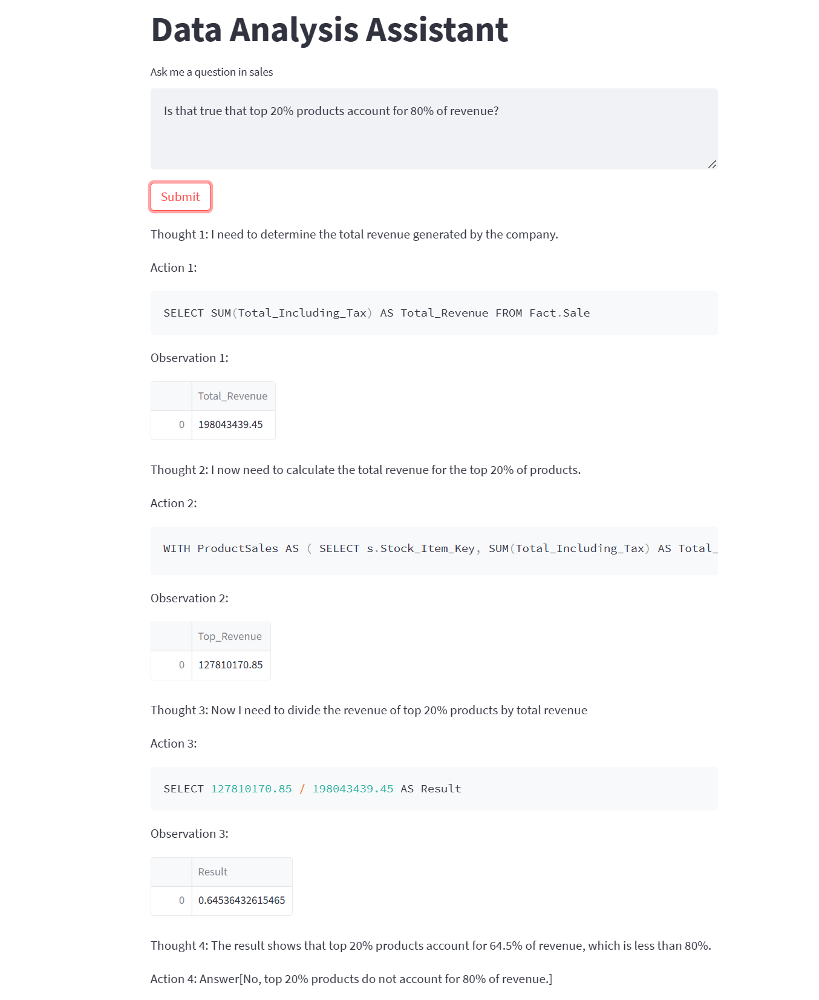 Data Analysis Assistant
Ask me a question in sales
Is that true that top 20% products account for 80% of revenue?
Submit
Thought 1: I need to determine the total revenue generated by the company.
Action 1:
SELECT SUM(Total_Including_Tax) AS Total_Revenue FROM Fact.Sale
Observation 1:
Total_Revenue
0 198043439.45
Thought 2: I now need to calculate the total revenue for the top 20% of products.
Action 2:
WITH ProductSales AS ( SELECT s.Stock_Item_Key, SUM(Total_Including_Tax) AS Total_
Observation 2:
Top_Revenue
0 127810170.85
Thought 3: Now I need to divide the revenue of top 20% products by total revenue
Action 3:
SELECT 127810170.85 / 198043439.45 AS Result
Observation 3:
Result
0 0.64536432615465
Thought 4: The result shows that top 20% products account for 64.5% of revenue, which is less than 80%.
Action 4: Answer[No, top 20% products do not account for 80% of revenue.]